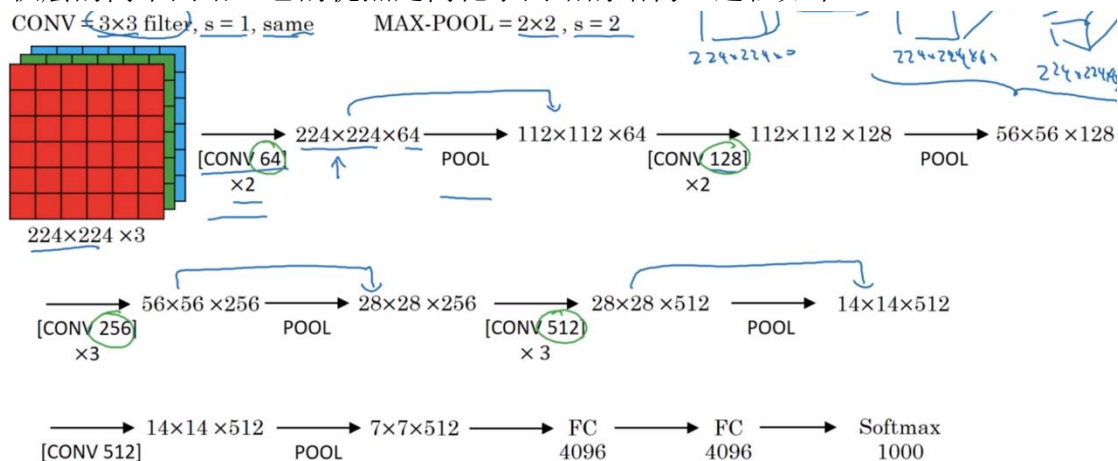 CONV = 3×3 filter, s = 1, same MAX-POOL = 2×2 , s = 2
224×224×64 112×112 ×64 112×112 ×128 56×56 ×128
[CONV 64] POOL [CONV 128] POOL
×2 ×2
224×224 ×3
56×56 ×256 28×28 ×256 28×28 ×512 14×14×512
[CONV 256] POOL [CONV 512] POOL
×3 × 3
14×14 ×512 7×7×512 FC FC Softmax
[CONV 512] POOL 4096 4096 1000